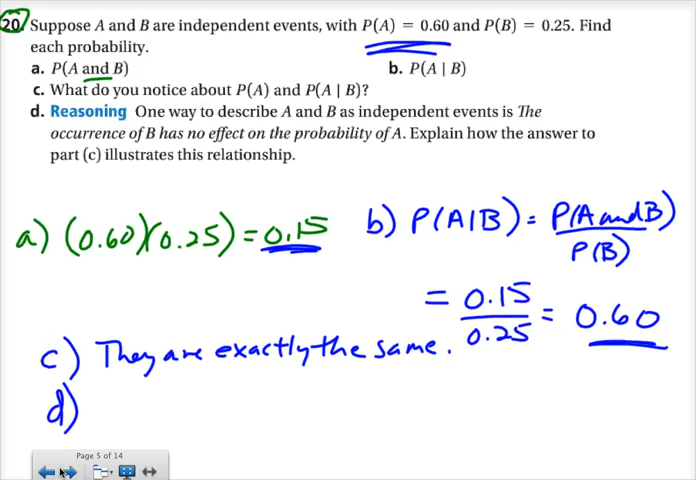 20. Suppose A and B are independent events, with P(A) = 0.60 and P(B) = 0.25. Find
each probability.
a. P(A and B)
b. P(A | B)
c. What do you notice about P(A) and P(A | B)?
d. Reasoning One way to describe A and B as independent events is The
occurrence of B has no effect on the probability of A. Explain how the answer to
part (c) illustrates this relationship.
a) (0.60)(0.25) = 0.15
b) P(A|B) = P(A and B)
P(B)
= 0.15
0.25
= 0.60
c) They are exactly the same.
d)
Page 5 of 14